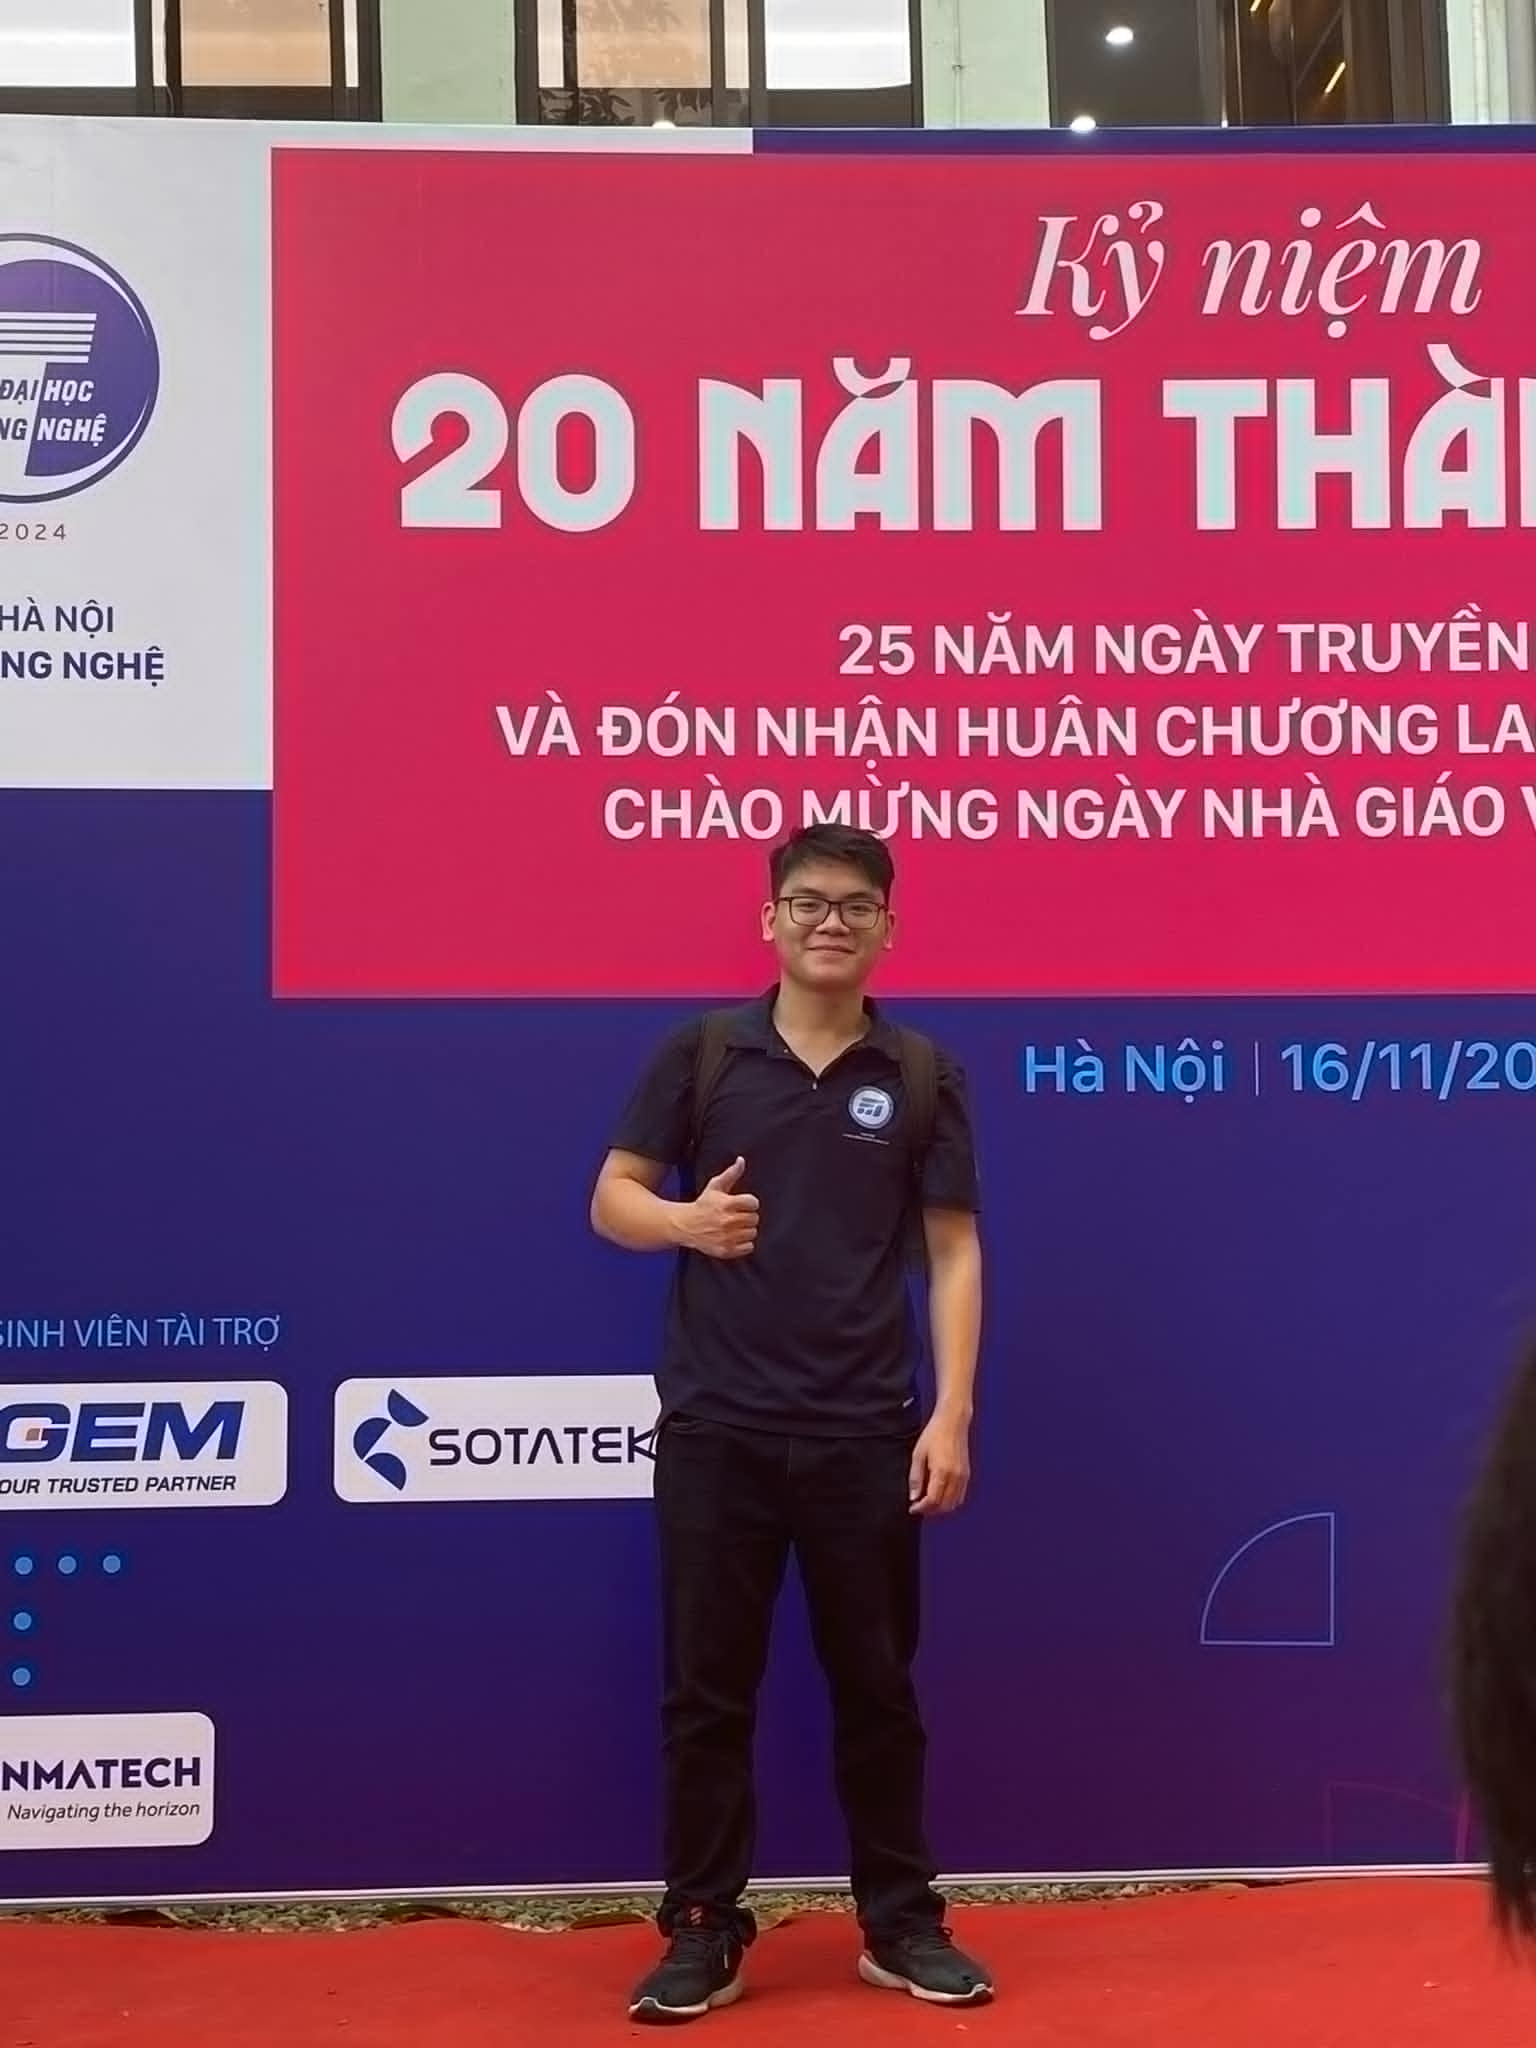 Kỷ niệm
20 NĂM THÀN
25 NĂM NGÀY TRUYỀN
VÀ ĐÓN NHẬN HUÂN CHƯƠNG LA
CHÀO MỪNG NGÀY NHÀ GIÁO V
Hà Nội | 16/11/20
ĐẠI HỌC
NG NGHỆ
2024
HÀ NỘI
NG NGHỆ
SINH VIÊN TÀI TRỢ
GEM
OUR TRUSTED PARTNER
SOTATEK
NMATECH
Navigating the horizon